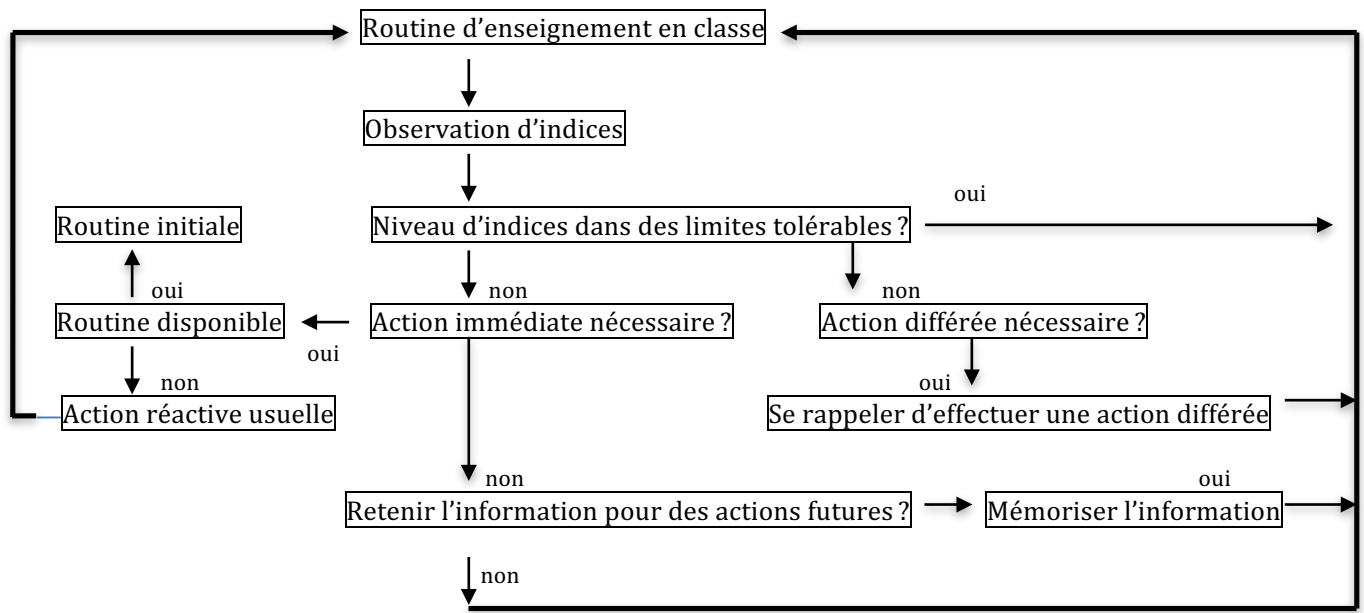 Routine d’enseignement en classe
Observation d’indices
oui
Routine initiale
Niveau d’indices dans des limites tolérables ?
oui
non
non
Routine disponible
Action immédiate nécessaire ?
Action différée nécessaire ?
oui
non
oui
Action réactive usuelle
Se rappeler d’effectuer une action différée
non
oui
Retenir l’information pour des actions futures ?
Mémoriser l’information
non